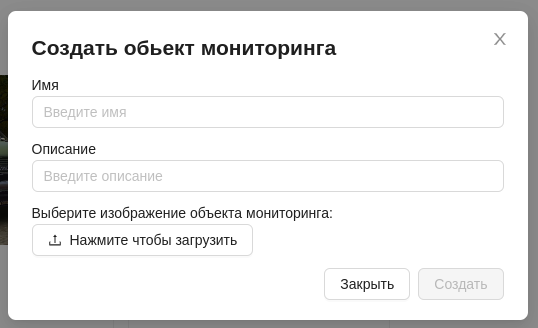 Создать обьект мониторинга
Имя
Введите имя
Описание
Введите описание
Выберите изображение объекта мониторинга:
Нажмите чтобы загрузить
Закрыть
Создать